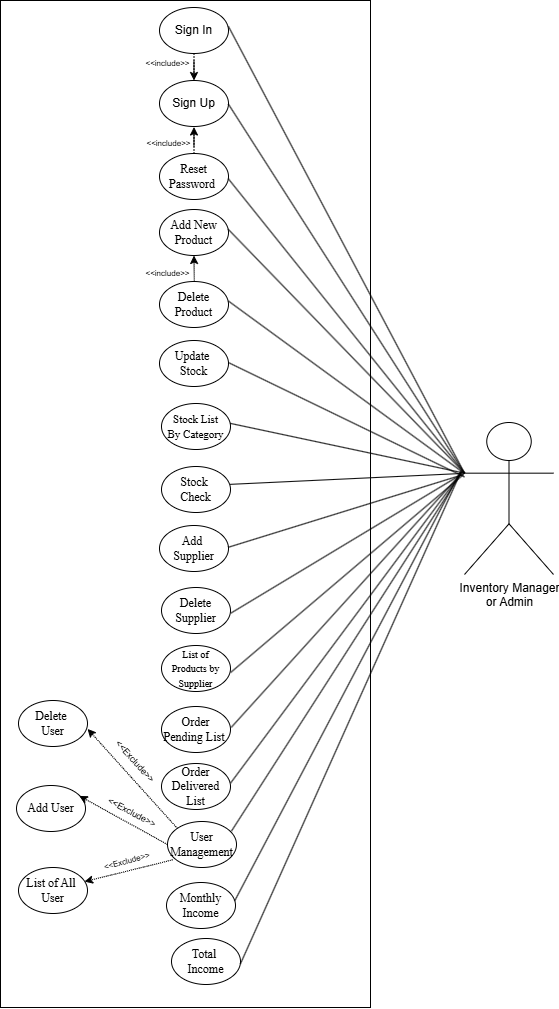 Sign In
<<include>>
Sign Up
<<include>>
Reset
Password
Add New
Product
<<include>>
Delete
Product
Update
Stock
Stock List
By Category
Stock
Check
Inventory Manager
or Admin
Add
Supplier
Delete
Supplier
List of
Products by
Supplier
Delete
User
Order
Pending List
<<Exclude>>
Order
Delivered
List
Add User
<<Exclude>>
User
Management
<<Exclude>>
List of All
User
Monthly
Income
Total
Income